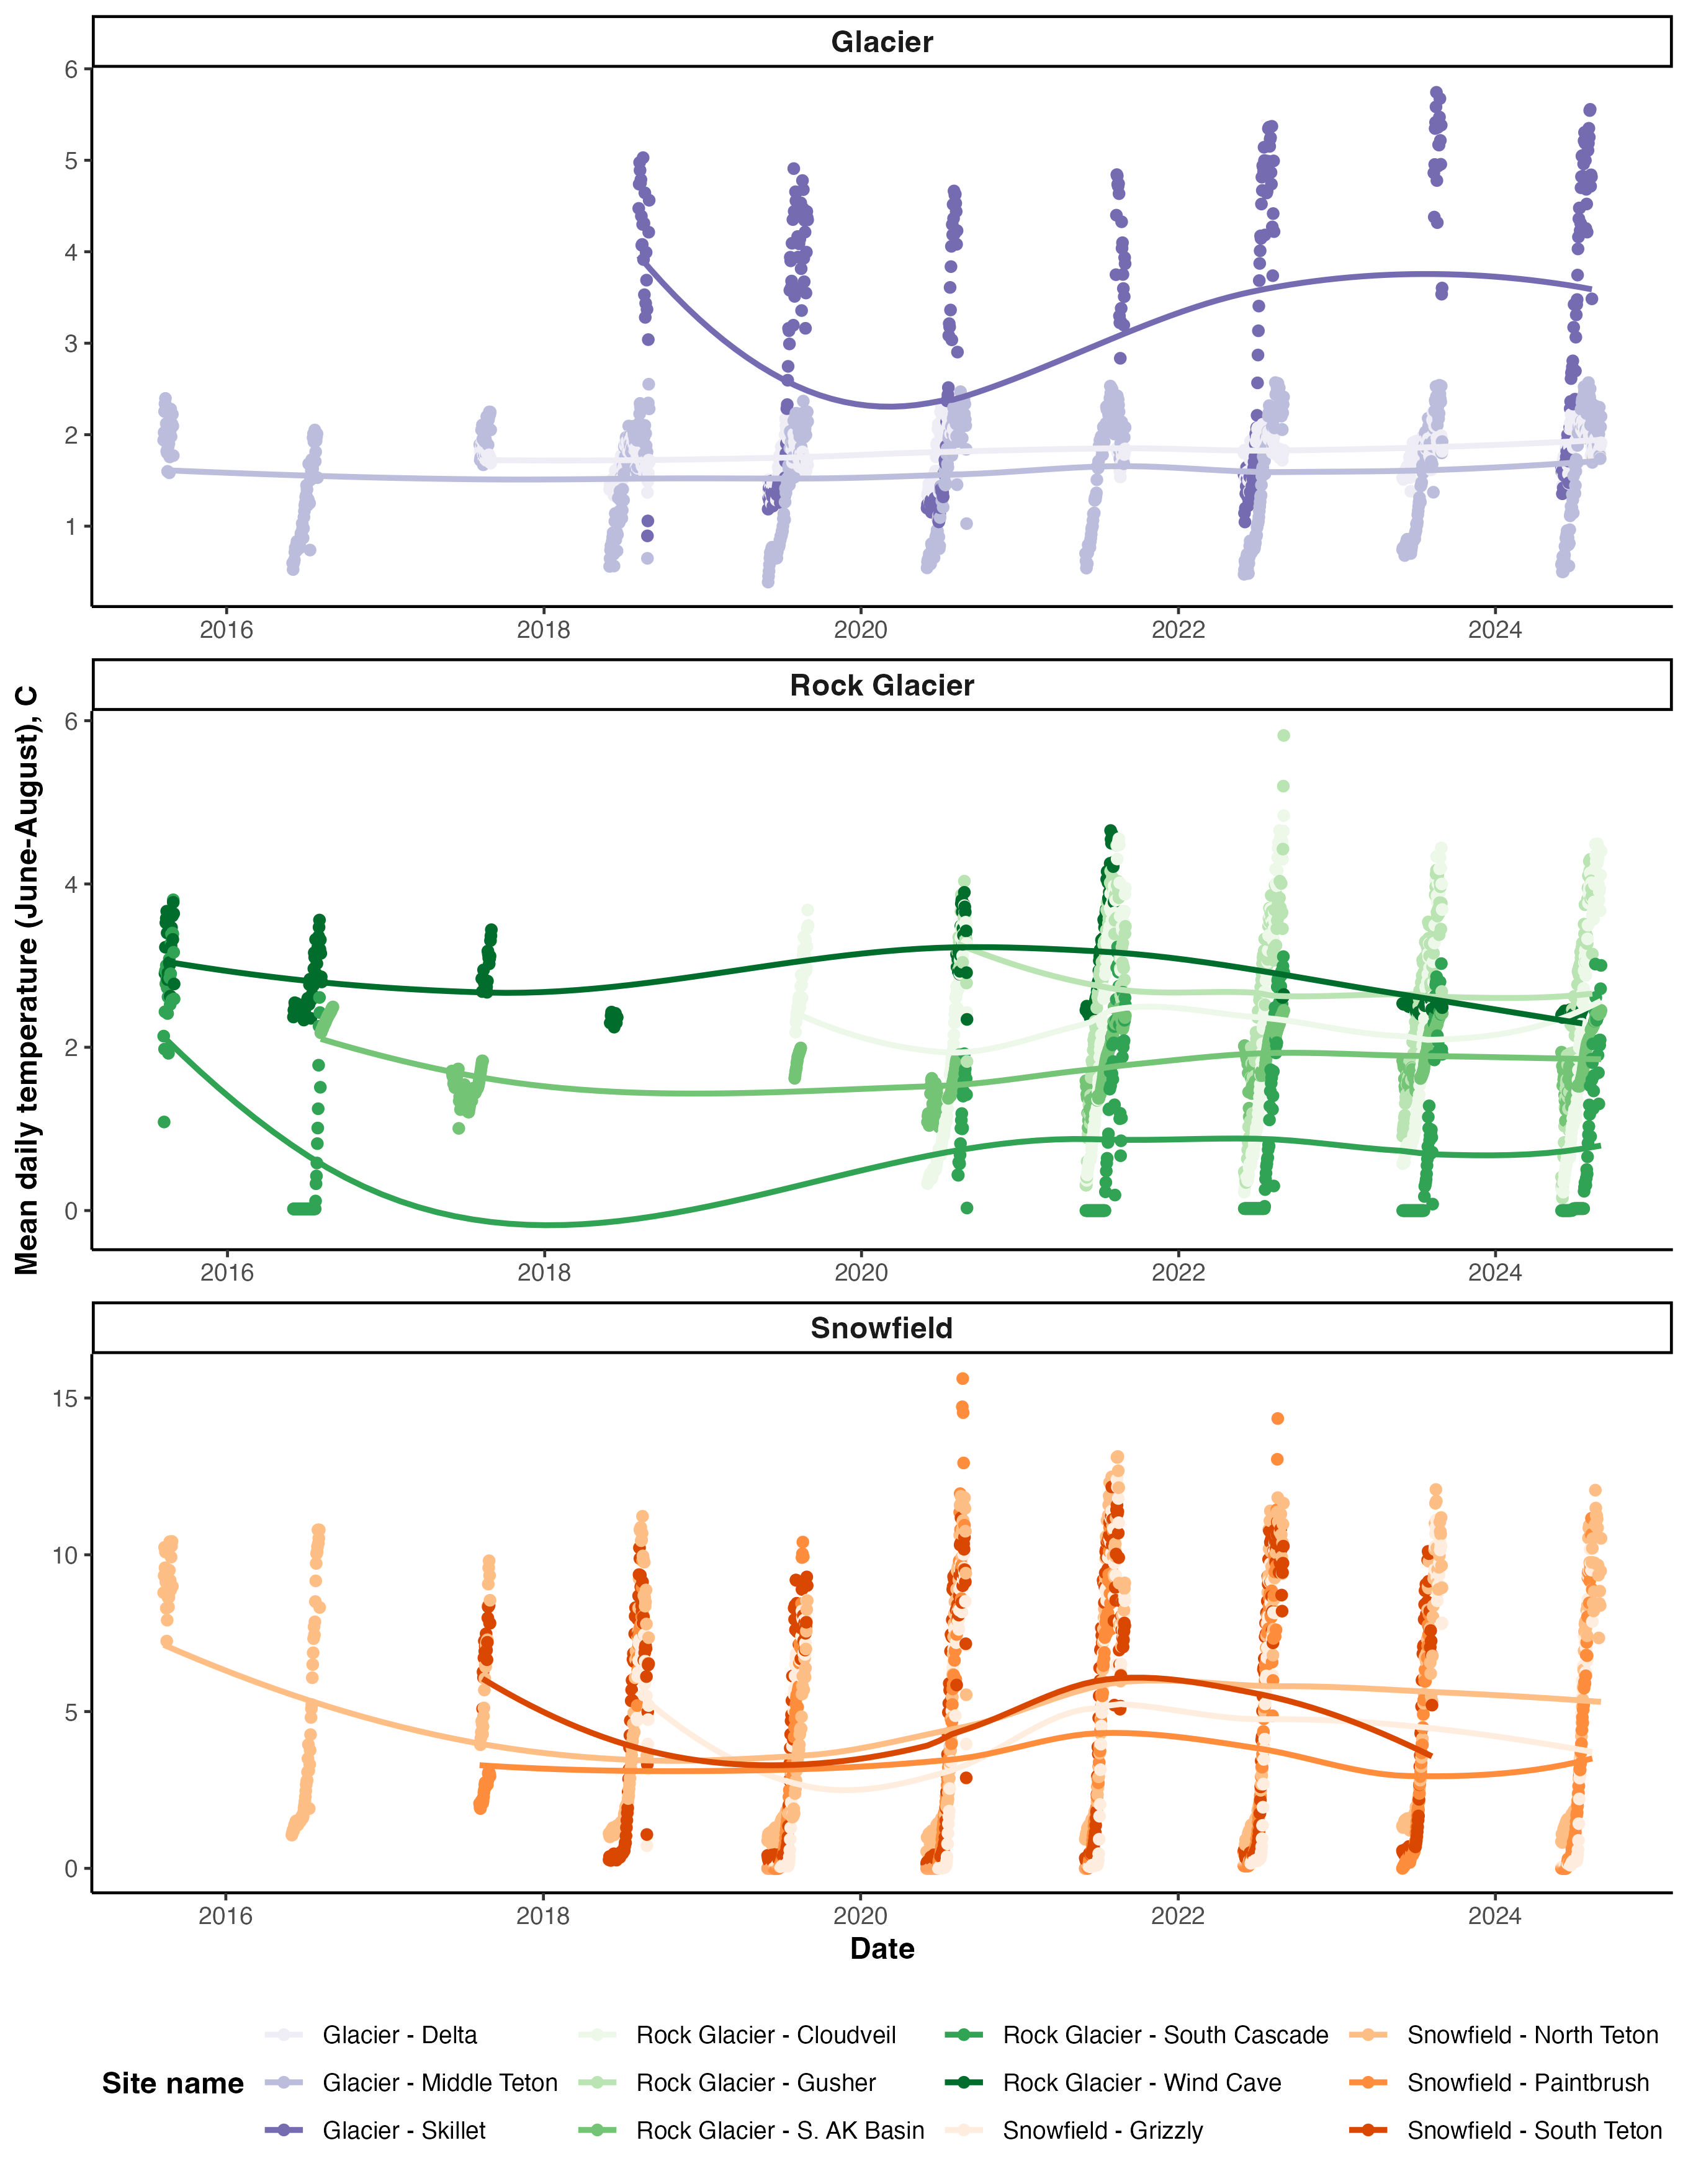 Glacier
6
5
4
3
2
1
2016 2018 2020 2022 2024
Rock Glacier
6
4
2
0
2016 2018 2020 2022 2024
Mean daily temperature (June-August), C
Snowfield
15
10
5
0
2016 2018 2020 2022 2024
Date
Site name
Glacier - Delta
Glacier - Middle Teton
Glacier - Skillet
Rock Glacier - Cloudveil
Rock Glacier - Gusher
Rock Glacier - S. AK Basin
Rock Glacier - South Cascade
Rock Glacier - Wind Cave
Snowfield - Grizzly
Snowfield - North Teton
Snowfield - Paintbrush
Snowfield - South Teton